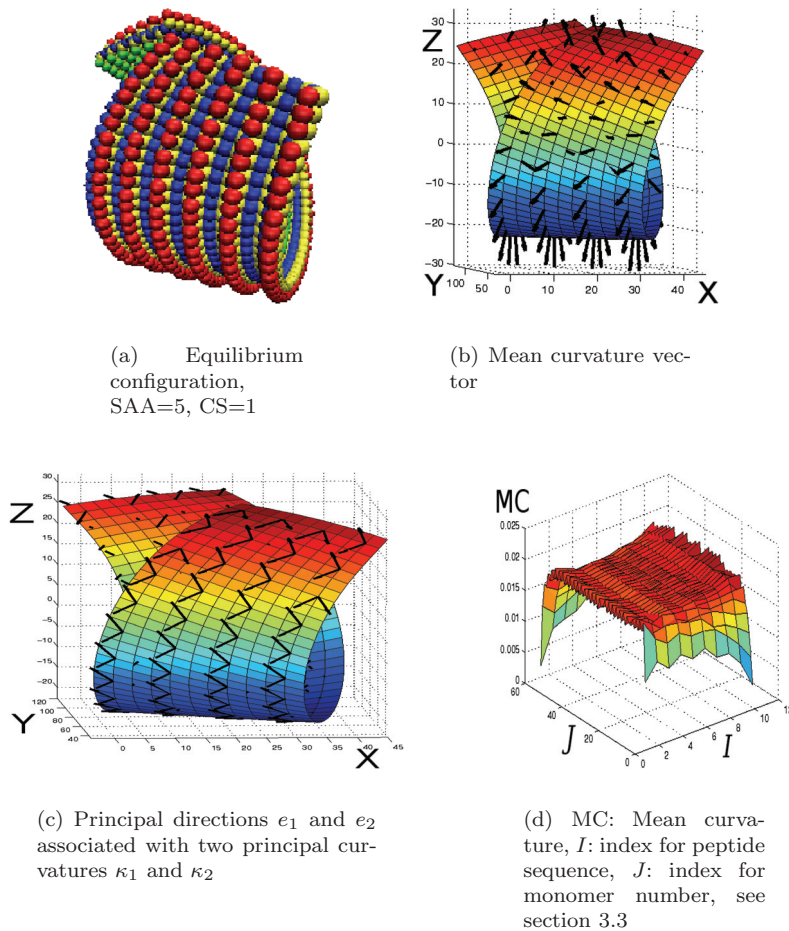 30
20
10
0
−10
−20
−30
Z
Y
100
50
0
10
20
30
40
X
(a) Equilibrium
configuration,
SAA=5, CS=1
(b) Mean curvature vec-
tor
30
25
20
15
10
5
0
−5
−10
−15
−20
Z
Y
120
100
80
60
40
0
5
10
15
20
25
30
35
40
45
X
MC
0.025
0.02
0.015
0.01
0.005
0
60
40
20
0
J
0
2
4
6
8
10
I
(c) Principal directions e1 and e2
associated with two principal cur-
vatures κ1 and κ2
(d) MC: Mean curva-
ture, I: index for peptide
sequence, J: index for
monomer number, see
section 3.3